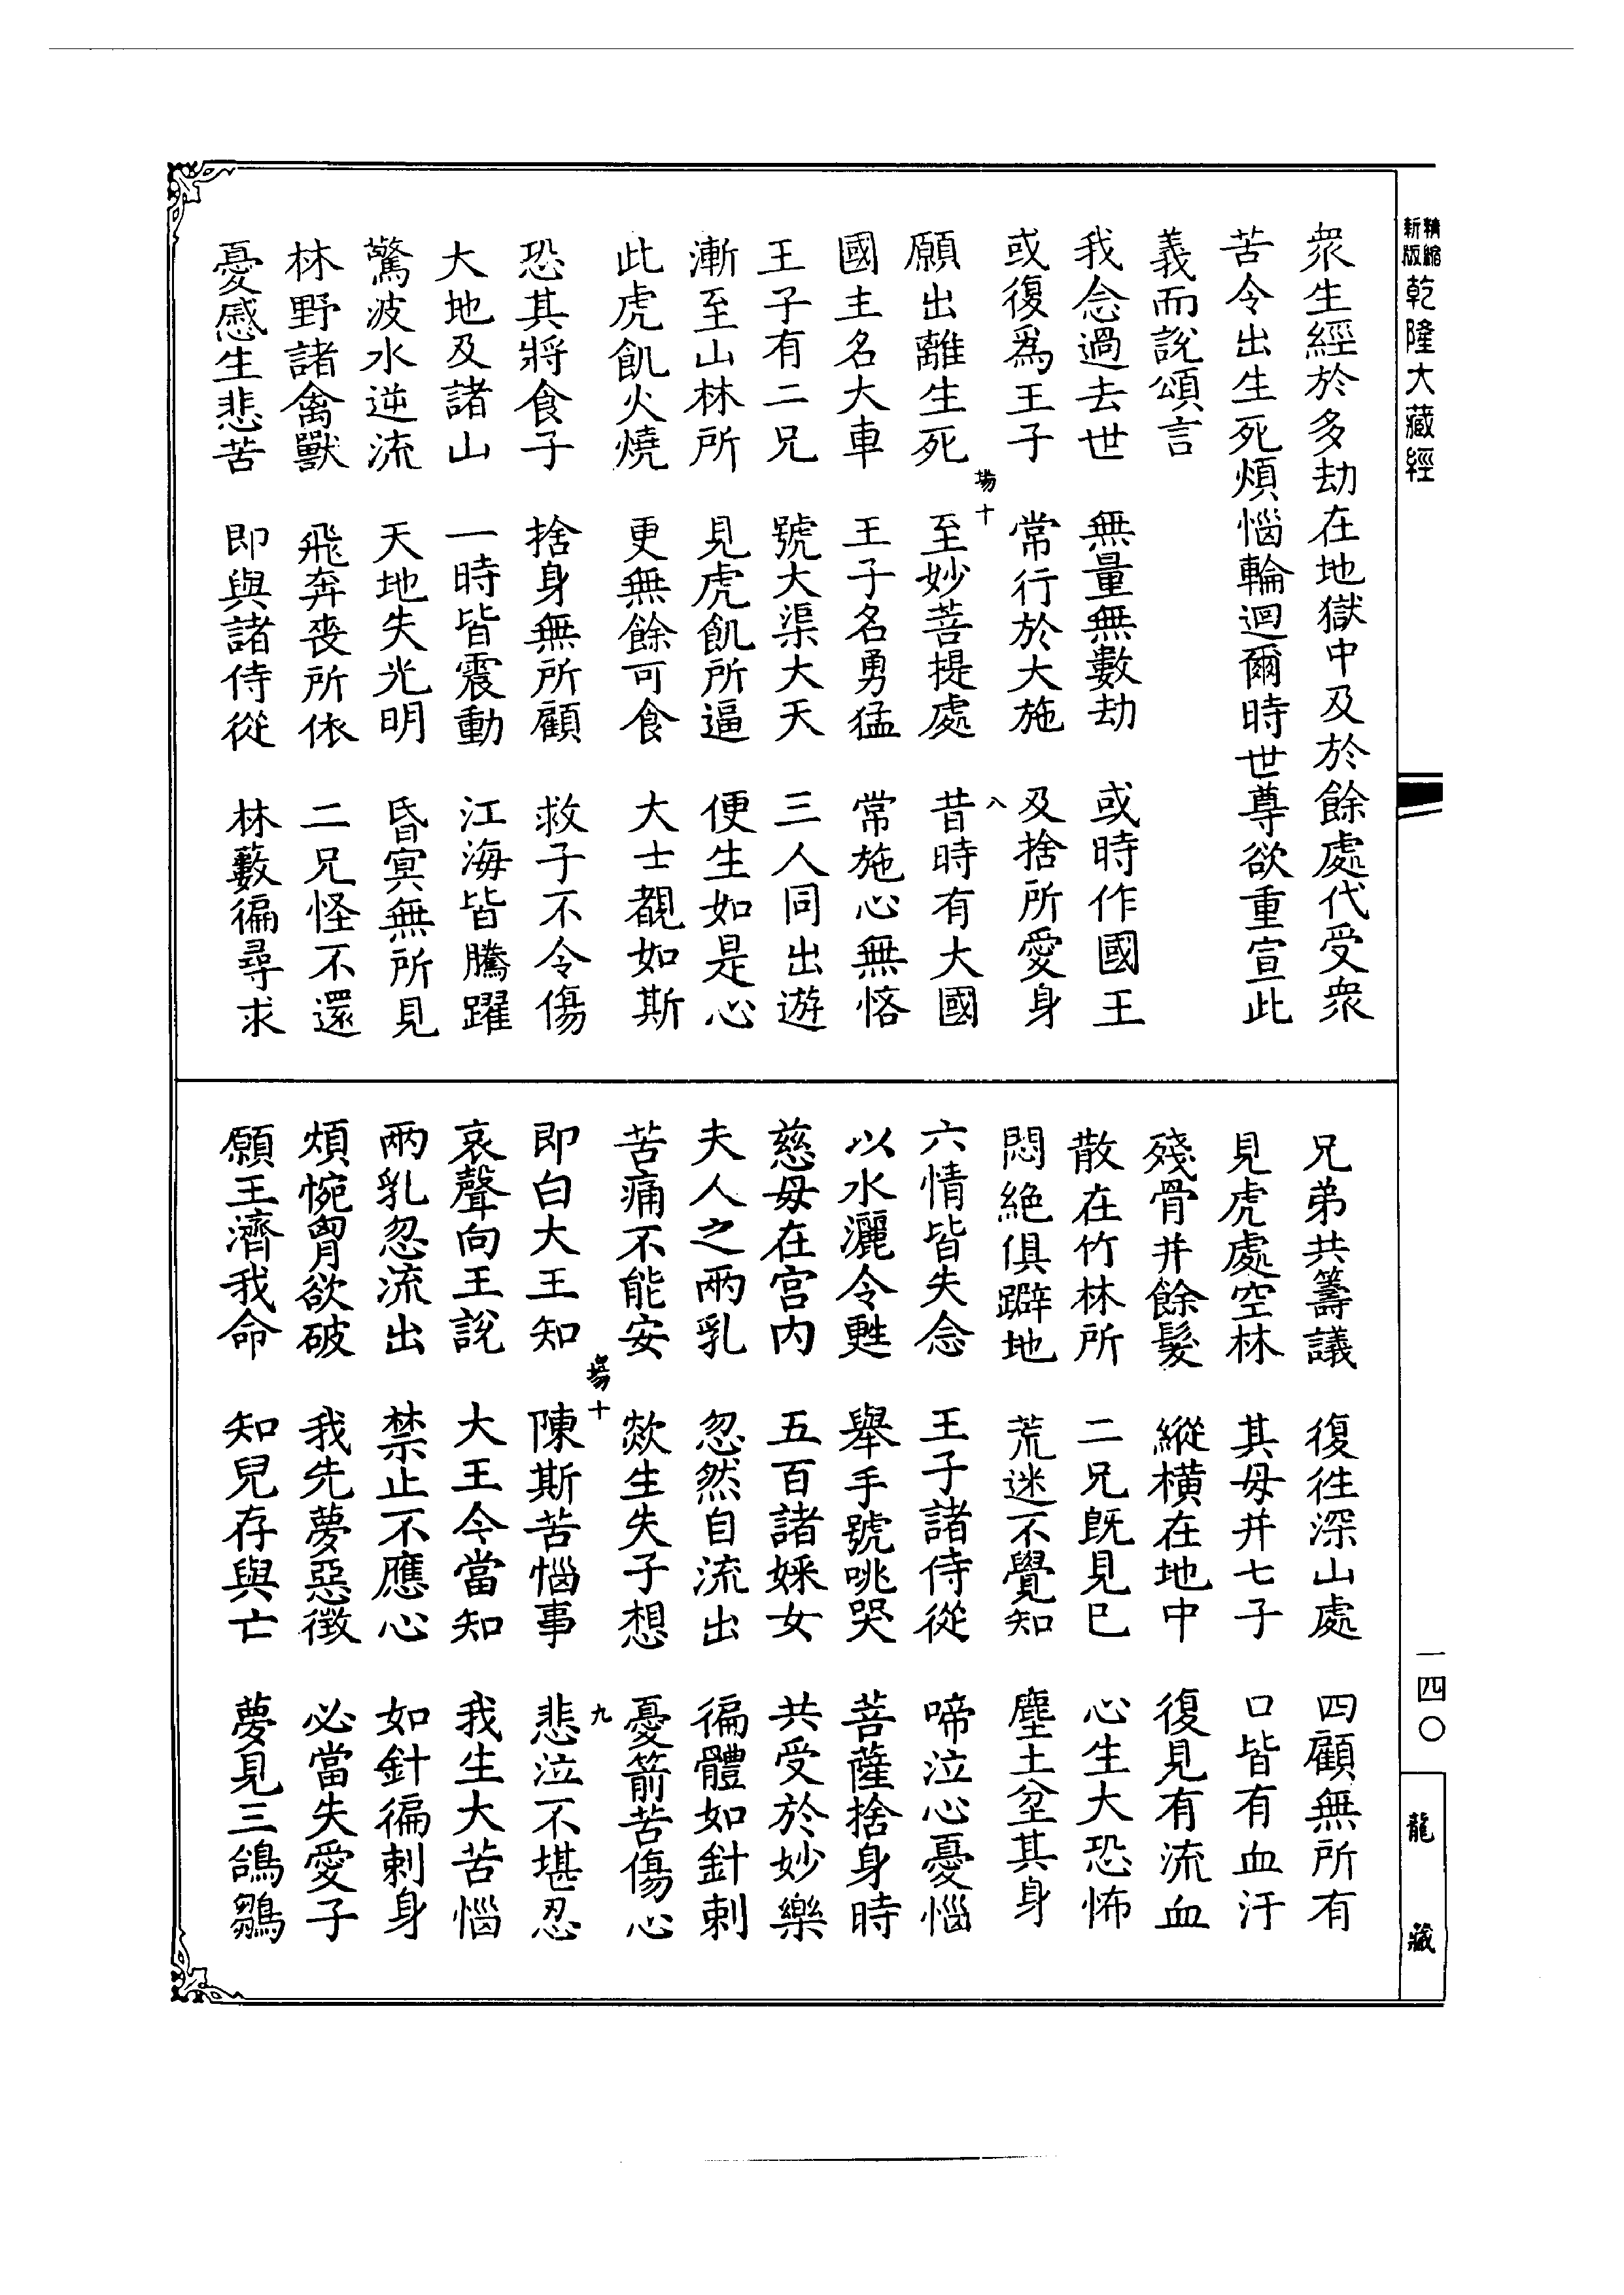 精縮新版 乾隆大藏經
衆生經於多劫在地獄中及於餘處代受衆
苦令出生死煩惱輪迴爾時世尊欲重宣此
義而說頌言
我念過去世 無量無數劫 或時作國王
或復爲王子 常行於大施 及捨所愛身
場十 八
願出離生死 至妙菩提處 昔時有大國
國主名大車 王子名勇猛 常施心無悋
王子有二兄 號大渠大天 三人同出遊
漸至山林所 見虎飢所逼 便生如是心
此虎飢火燒 更無餘可食 大士覩如斯
恐其將食子 捨身無所顧 救子不令傷
大地及諸山 一時皆震動 江海皆騰躍
驚波水逆流 天地失光明 昏冥無所見
林野諸禽獸 飛奔喪所依 二兄怪不還
憂慼生悲苦 即與諸侍從 林藪徧尋求
兄弟共籌議 復往深山處 四顧無所有
見虎處空林 其母并七子 口皆有血汙
殘骨并餘髮 縱橫在地中 復見有流血
散在竹林所 二兄旣見已 心生大恐怖
悶絕俱躃地 荒迷不覺知 塵土坌其身
六情皆失念 王子諸侍從 啼泣心憂惱
以水灑令甦 舉手號咷哭 菩薩捨身時
慈母在宮內 五百諸婇女 共受於妙樂
夫人之兩乳 忽然自流出 徧體如針刺
苦痛不能安 歘生失子想 憂箭苦傷心
場十 九
即白大王知 陳斯苦惱事 悲泣不堪忍
哀聲向王說 大王今當知 我生大苦惱
兩乳忽流出 禁止不應心 如針徧刺身
煩惋胷欲破 我先夢惡徵 必當失愛子
願王濟我命 知兒存與亡 夢見三鴿鶵
一四〇
龍藏